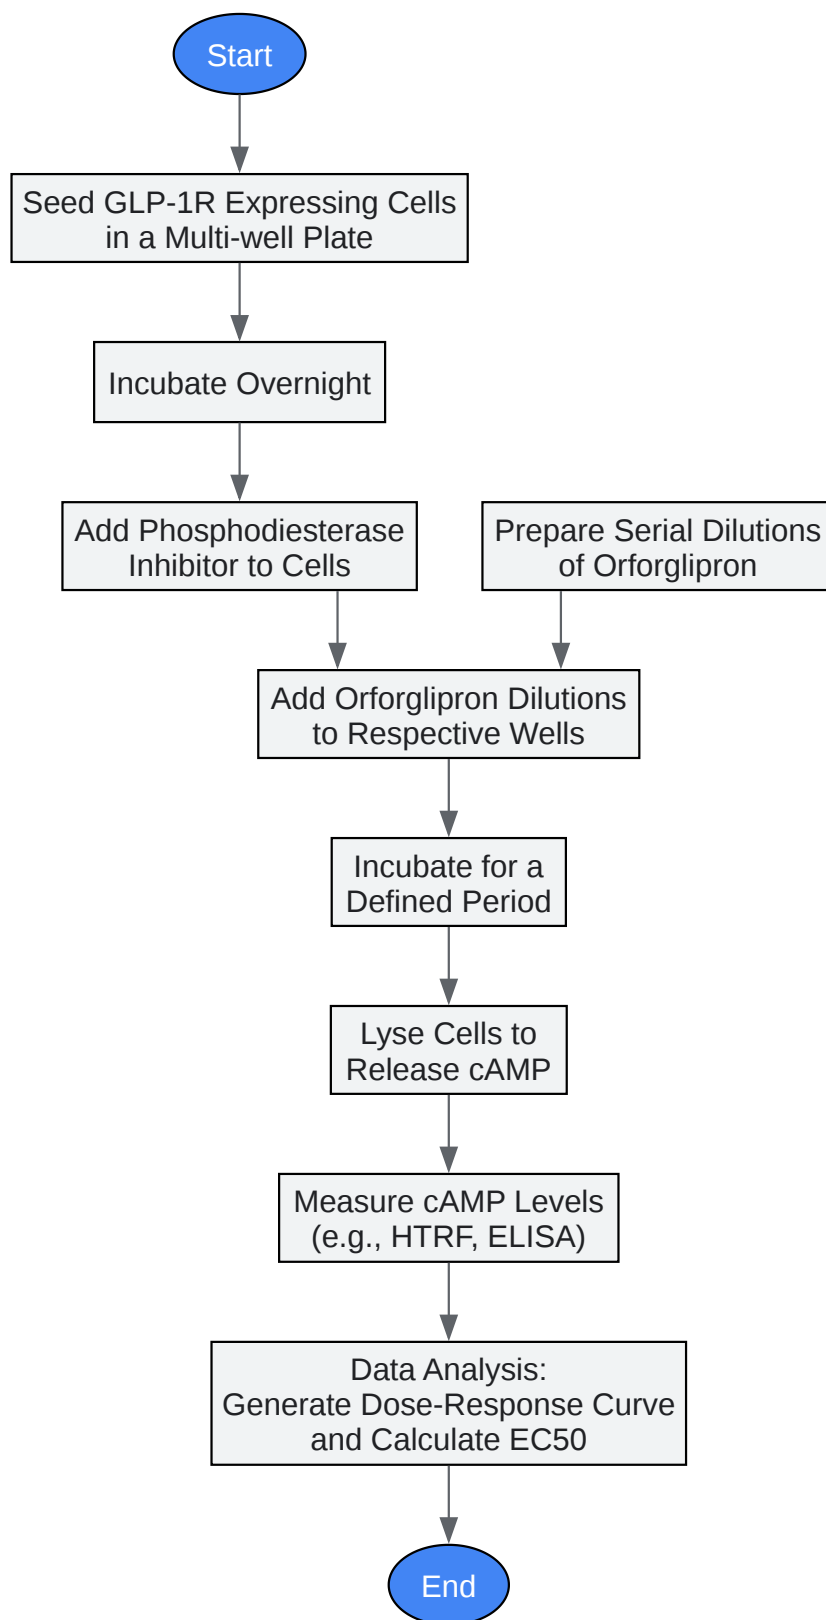 Start
Seed GLP-1R Expressing Cells
in a Multi-well Plate
Incubate Overnight
Add Phosphodiesterase
Inhibitor to Cells
Prepare Serial Dilutions
of Orforglipron
Add Orforglipron Dilutions
to Respective Wells
Incubate for a
Defined Period
Lyse Cells to
Release cAMP
Measure cAMP Levels
(e.g., HTRF, ELISA)
Data Analysis:
Generate Dose-Response Curve
and Calculate EC50
End